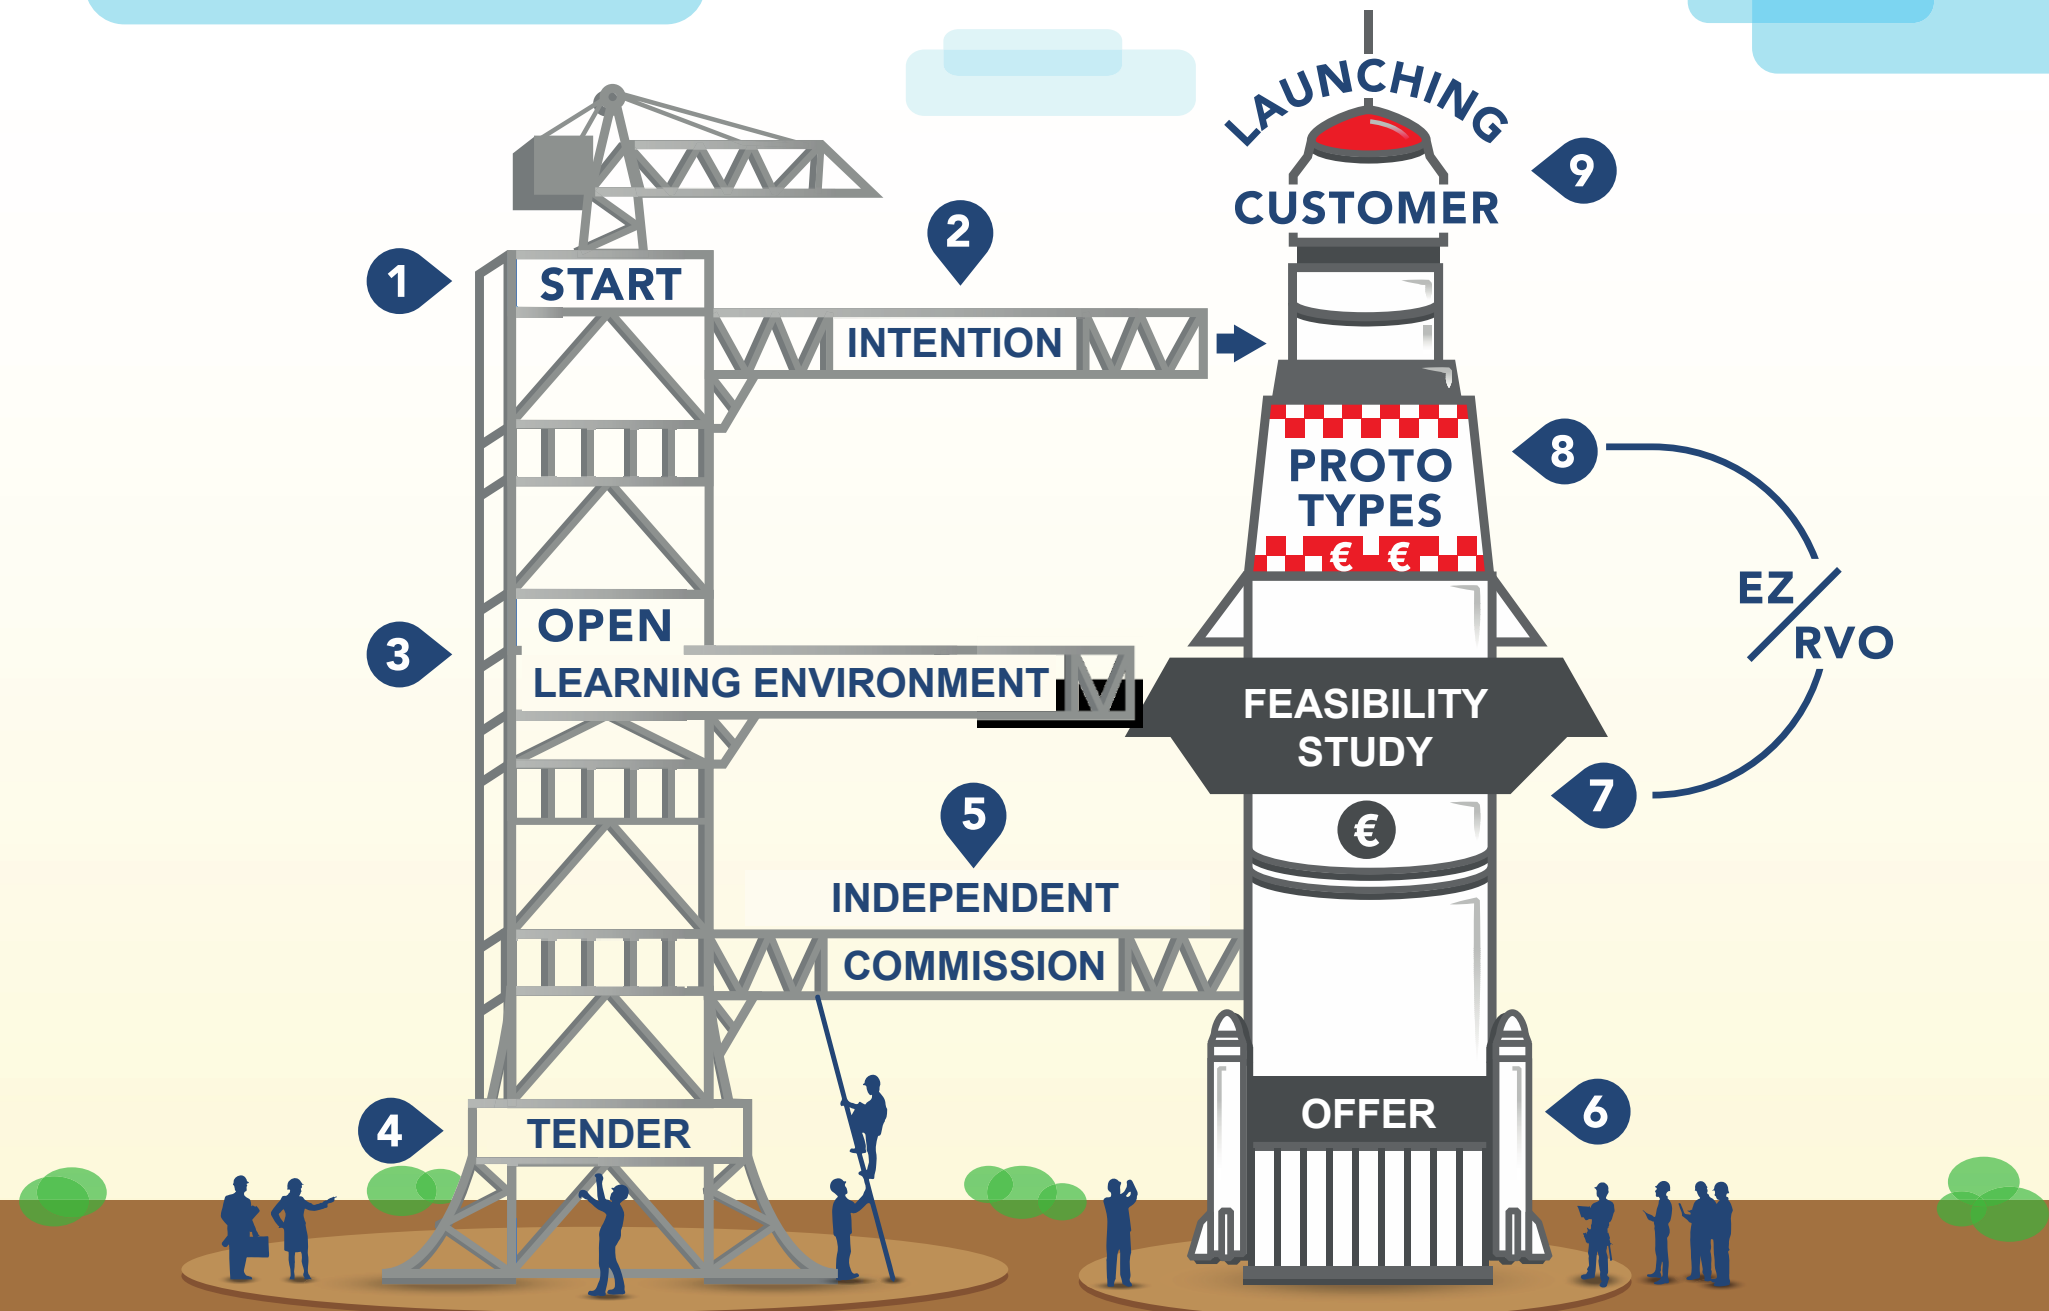 LAUNCHING
CUSTOMER
9
1
START
2
INTENTION
8
PROTO
TYPES
€ €
EZ/
RVO
3
OPEN
LEARNING ENVIRONMENT
FEASIBILITY
STUDY
7
€
5
INDEPENDENT
COMMISSION
4
TENDER
OFFER
6